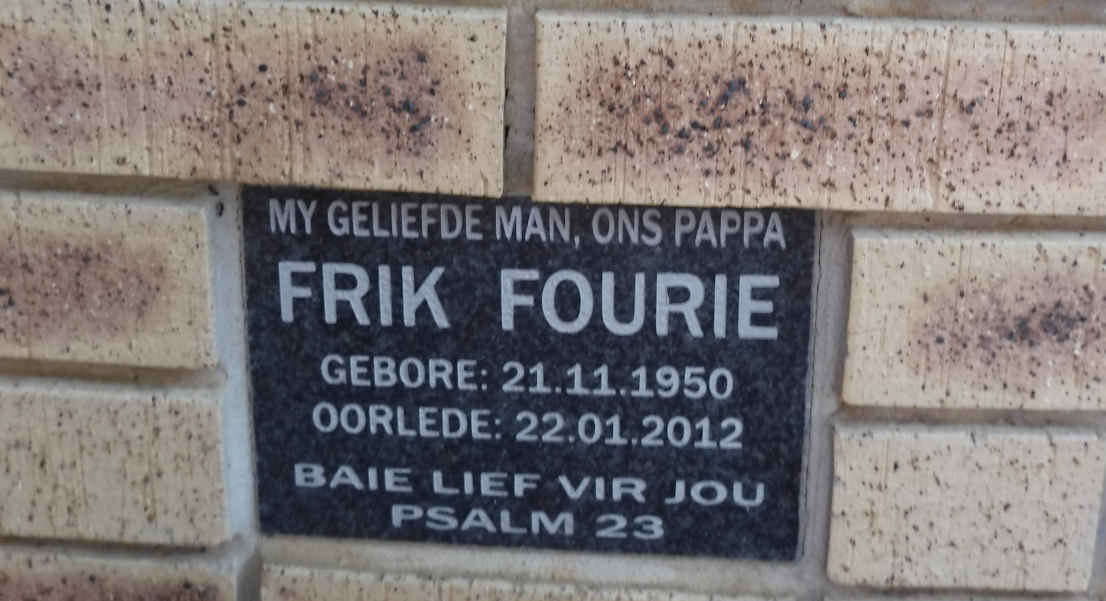 MY GELIEFDE MAN, ONS PAPPA
FRIK FOURIE
GEBORE: 21.11.1950
OORLEDE: 22.01.2012
BAIE LIEF VIR JOU
PSALM 23